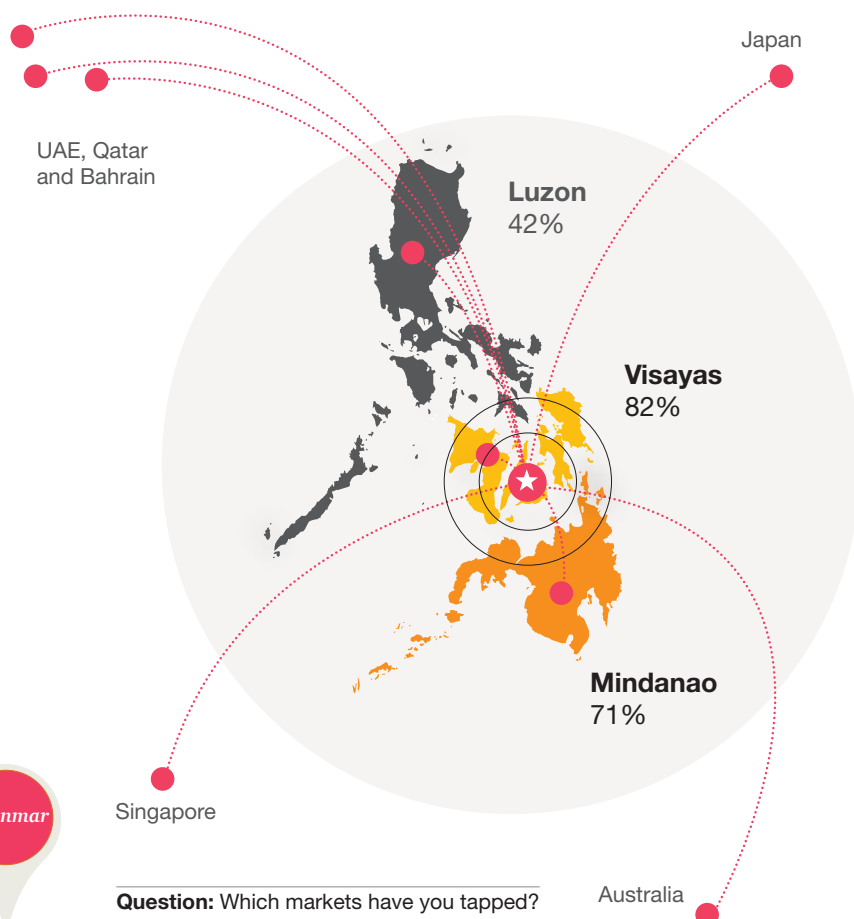 Japan
UAE, Qatar
and Bahrain
Luzon
42%
Visayas
82%
Mindanao
71%
Singapore
Australia
Question: Which markets have you tapped?